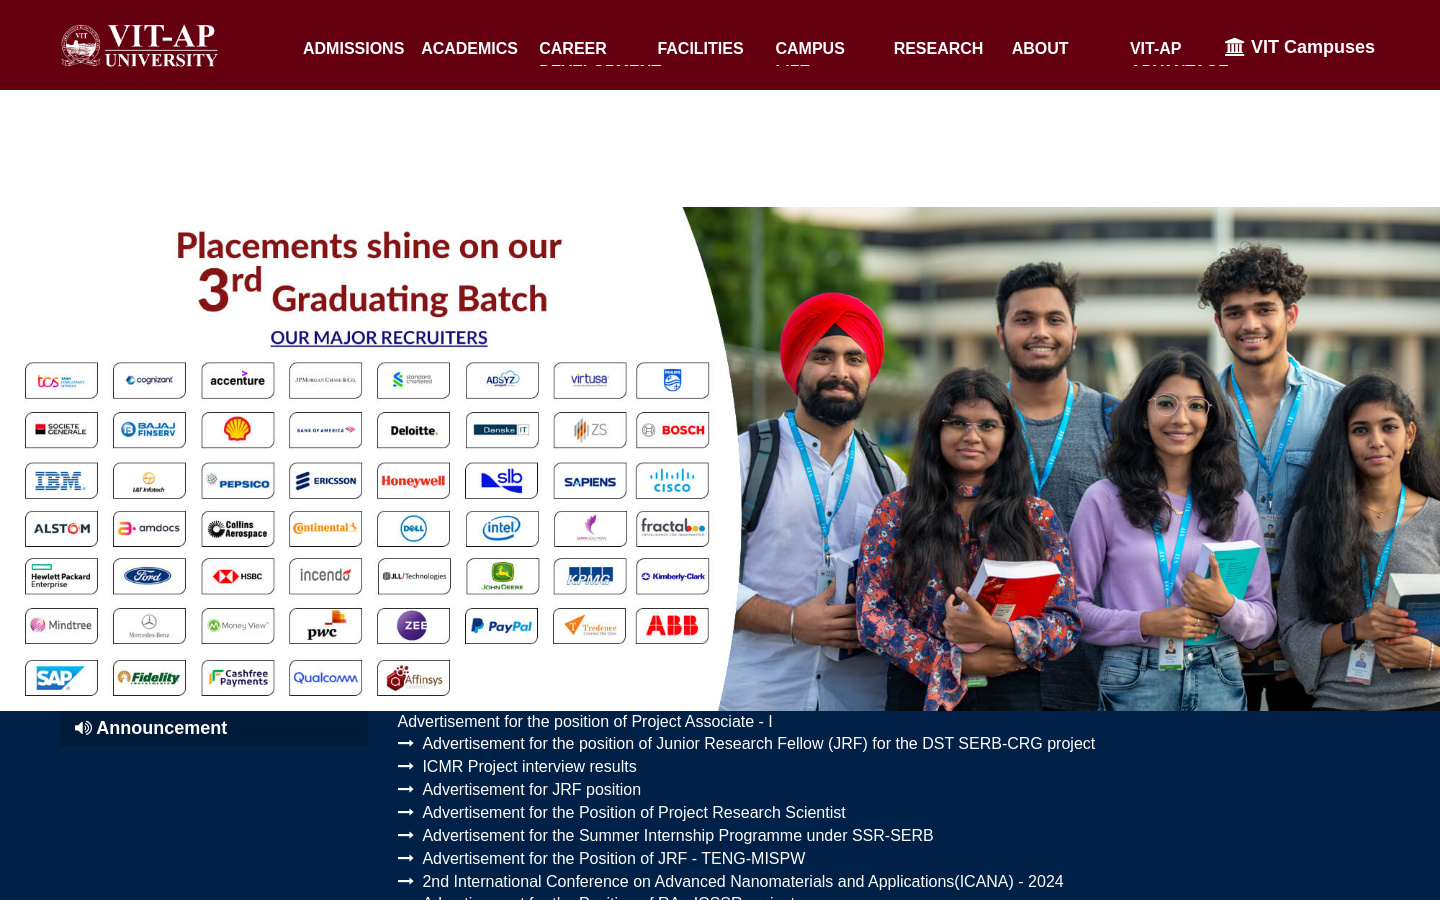 VIT
VIT-AP
UNIVERSITY
ADMISSIONS ACADEMICS CAREER FACILITIES CAMPUS RESEARCH ABOUT VIT-AP VIT Campuses
Placements shine on our
3rd Graduating Batch
OUR MAJOR RECRUITERS
tcs TATA CONSULTANCY SERVICES
cognizant
accenture
JPMORGAN CHASE & CO.
standard chartered
ADSYZ
virtusa
PHILIPS
SOCIETE GENERALE
BAJAJ FINSERV
BANK OF AMERICA
Deloitte.
Danske IT
ZS
BOSCH
IBM
L&T Infotech
PEPSICO
ERICSSON
Honeywell
slb
SAPIENS
CISCO
ALSTOM
amdocs
Collins Aerospace
Continental
DELL
intel
fractal
Hewlett Packard Enterprise
Ford
HSBC
incendo
JLL/Technologies
JOHN DEERE
KPMG
Kimberly-Clark
Mindtree
Mercedes-Benz
Money View
pwc
ZEE
PayPal
Tredence
ABB
SAP
Fidelity
Cashfree Payments
Qualcomm
Affinsys
Announcement
Advertisement for the position of Project Associate - I
Advertisement for the position of Junior Research Fellow (JRF) for the DST SERB-CRG project
ICMR Project interview results
Advertisement for JRF position
Advertisement for the Position of Project Research Scientist
Advertisement for the Summer Internship Programme under SSR-SERB
Advertisement for the Position of JRF - TENG-MISPW
2nd International Conference on Advanced Nanomaterials and Applications(ICANA) - 2024